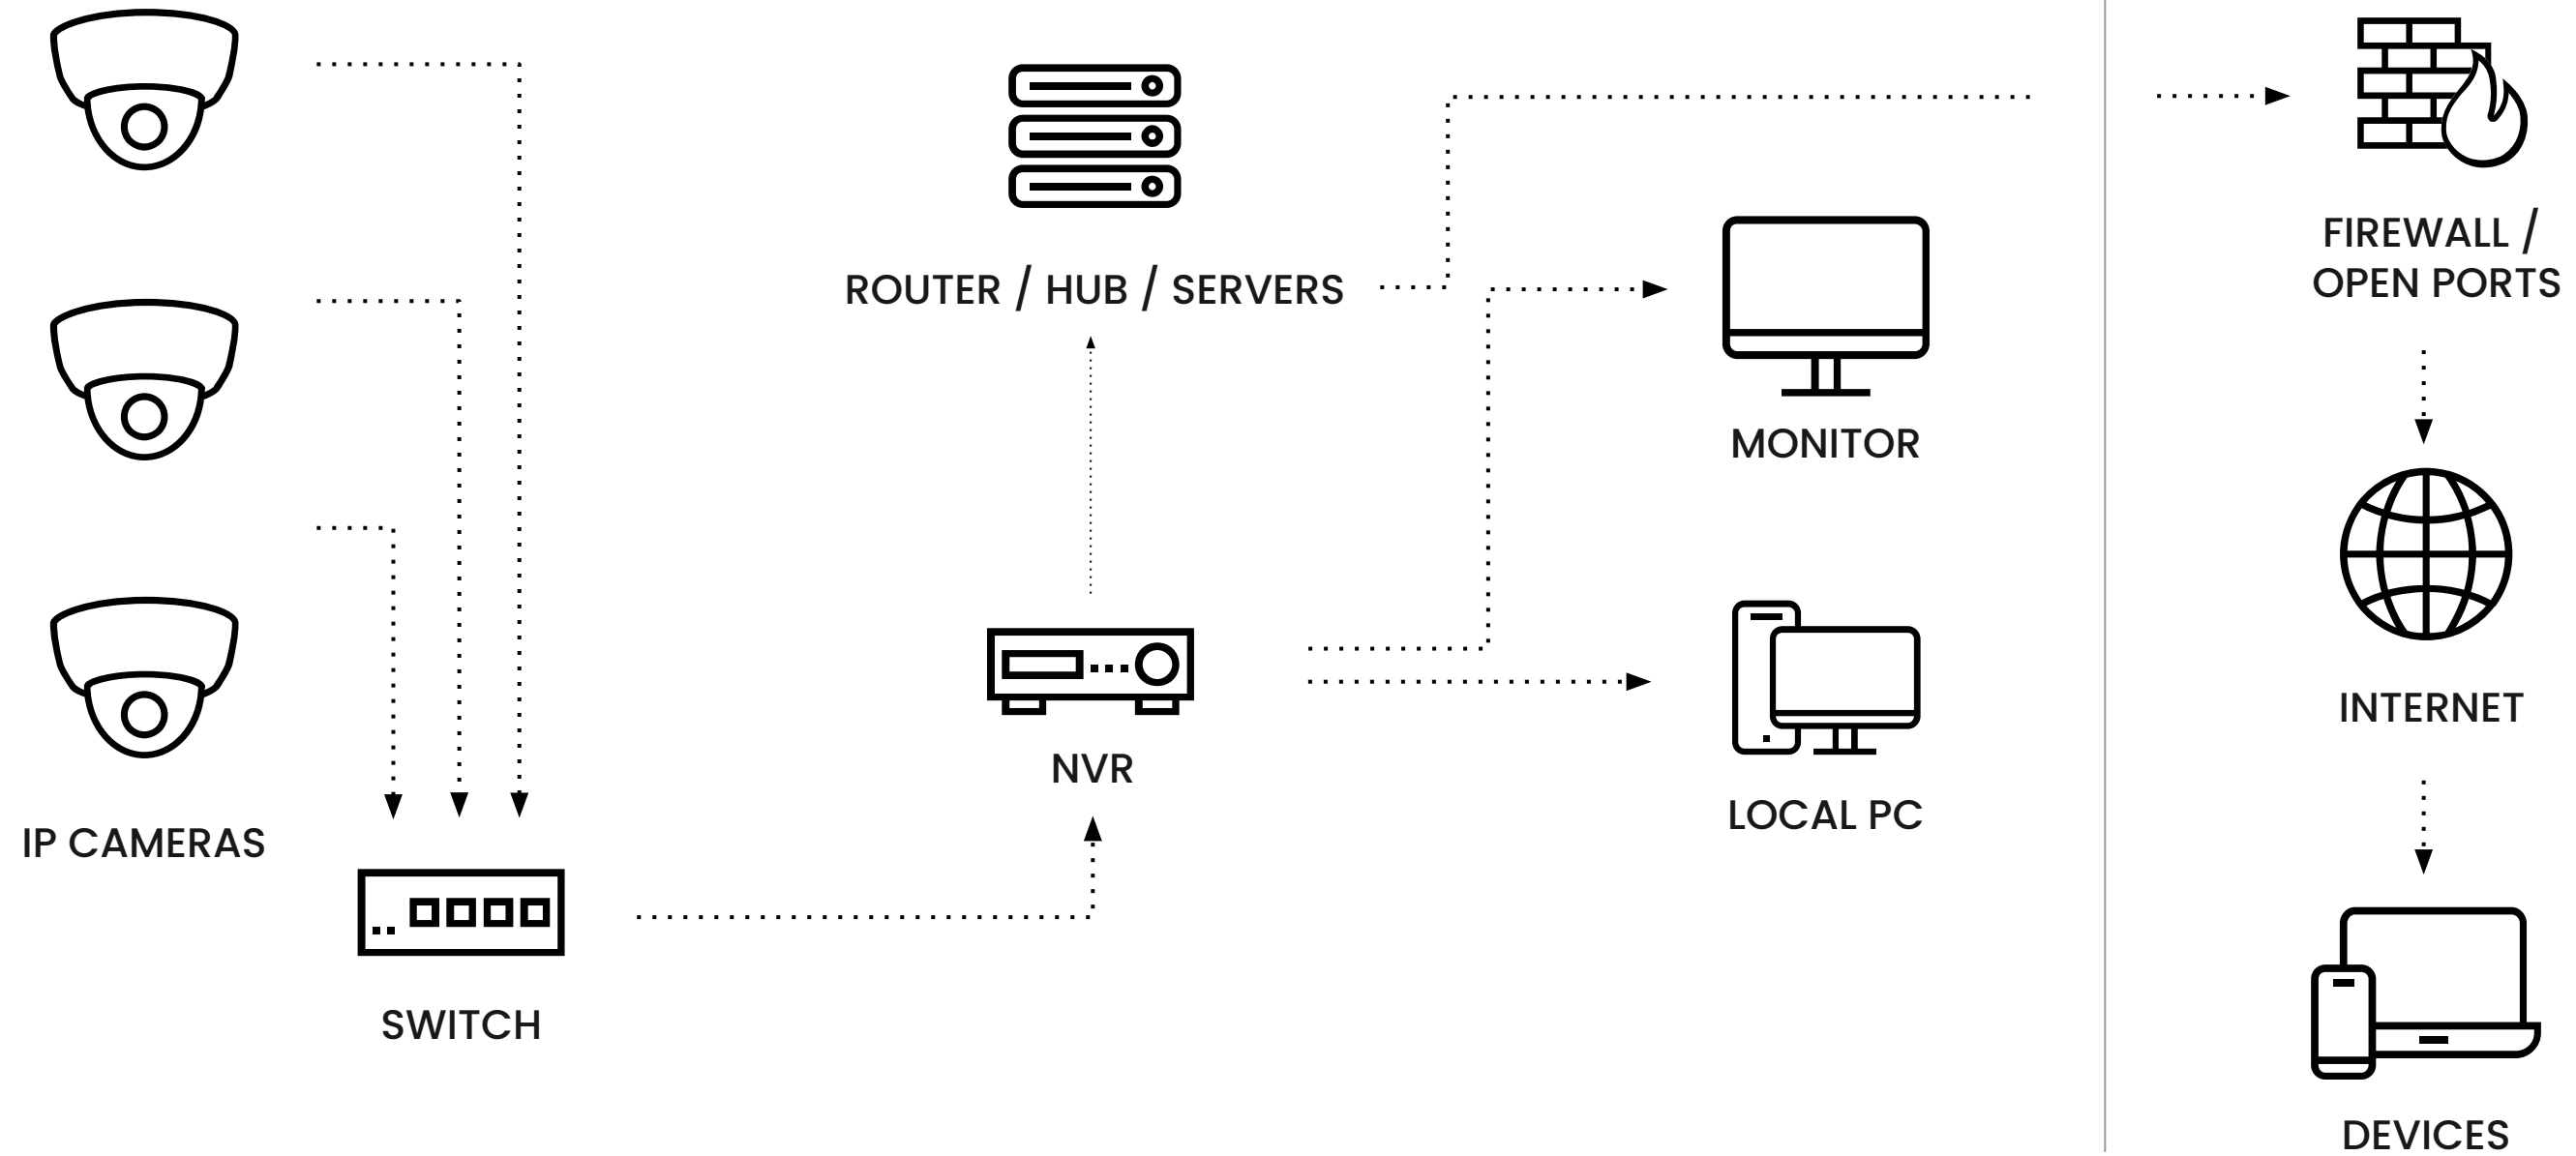 IP CAMERAS
SWITCH
ROUTER / HUB / SERVERS
NVR
MONITOR
LOCAL PC
FIREWALL /
OPEN PORTS
INTERNET
DEVICES